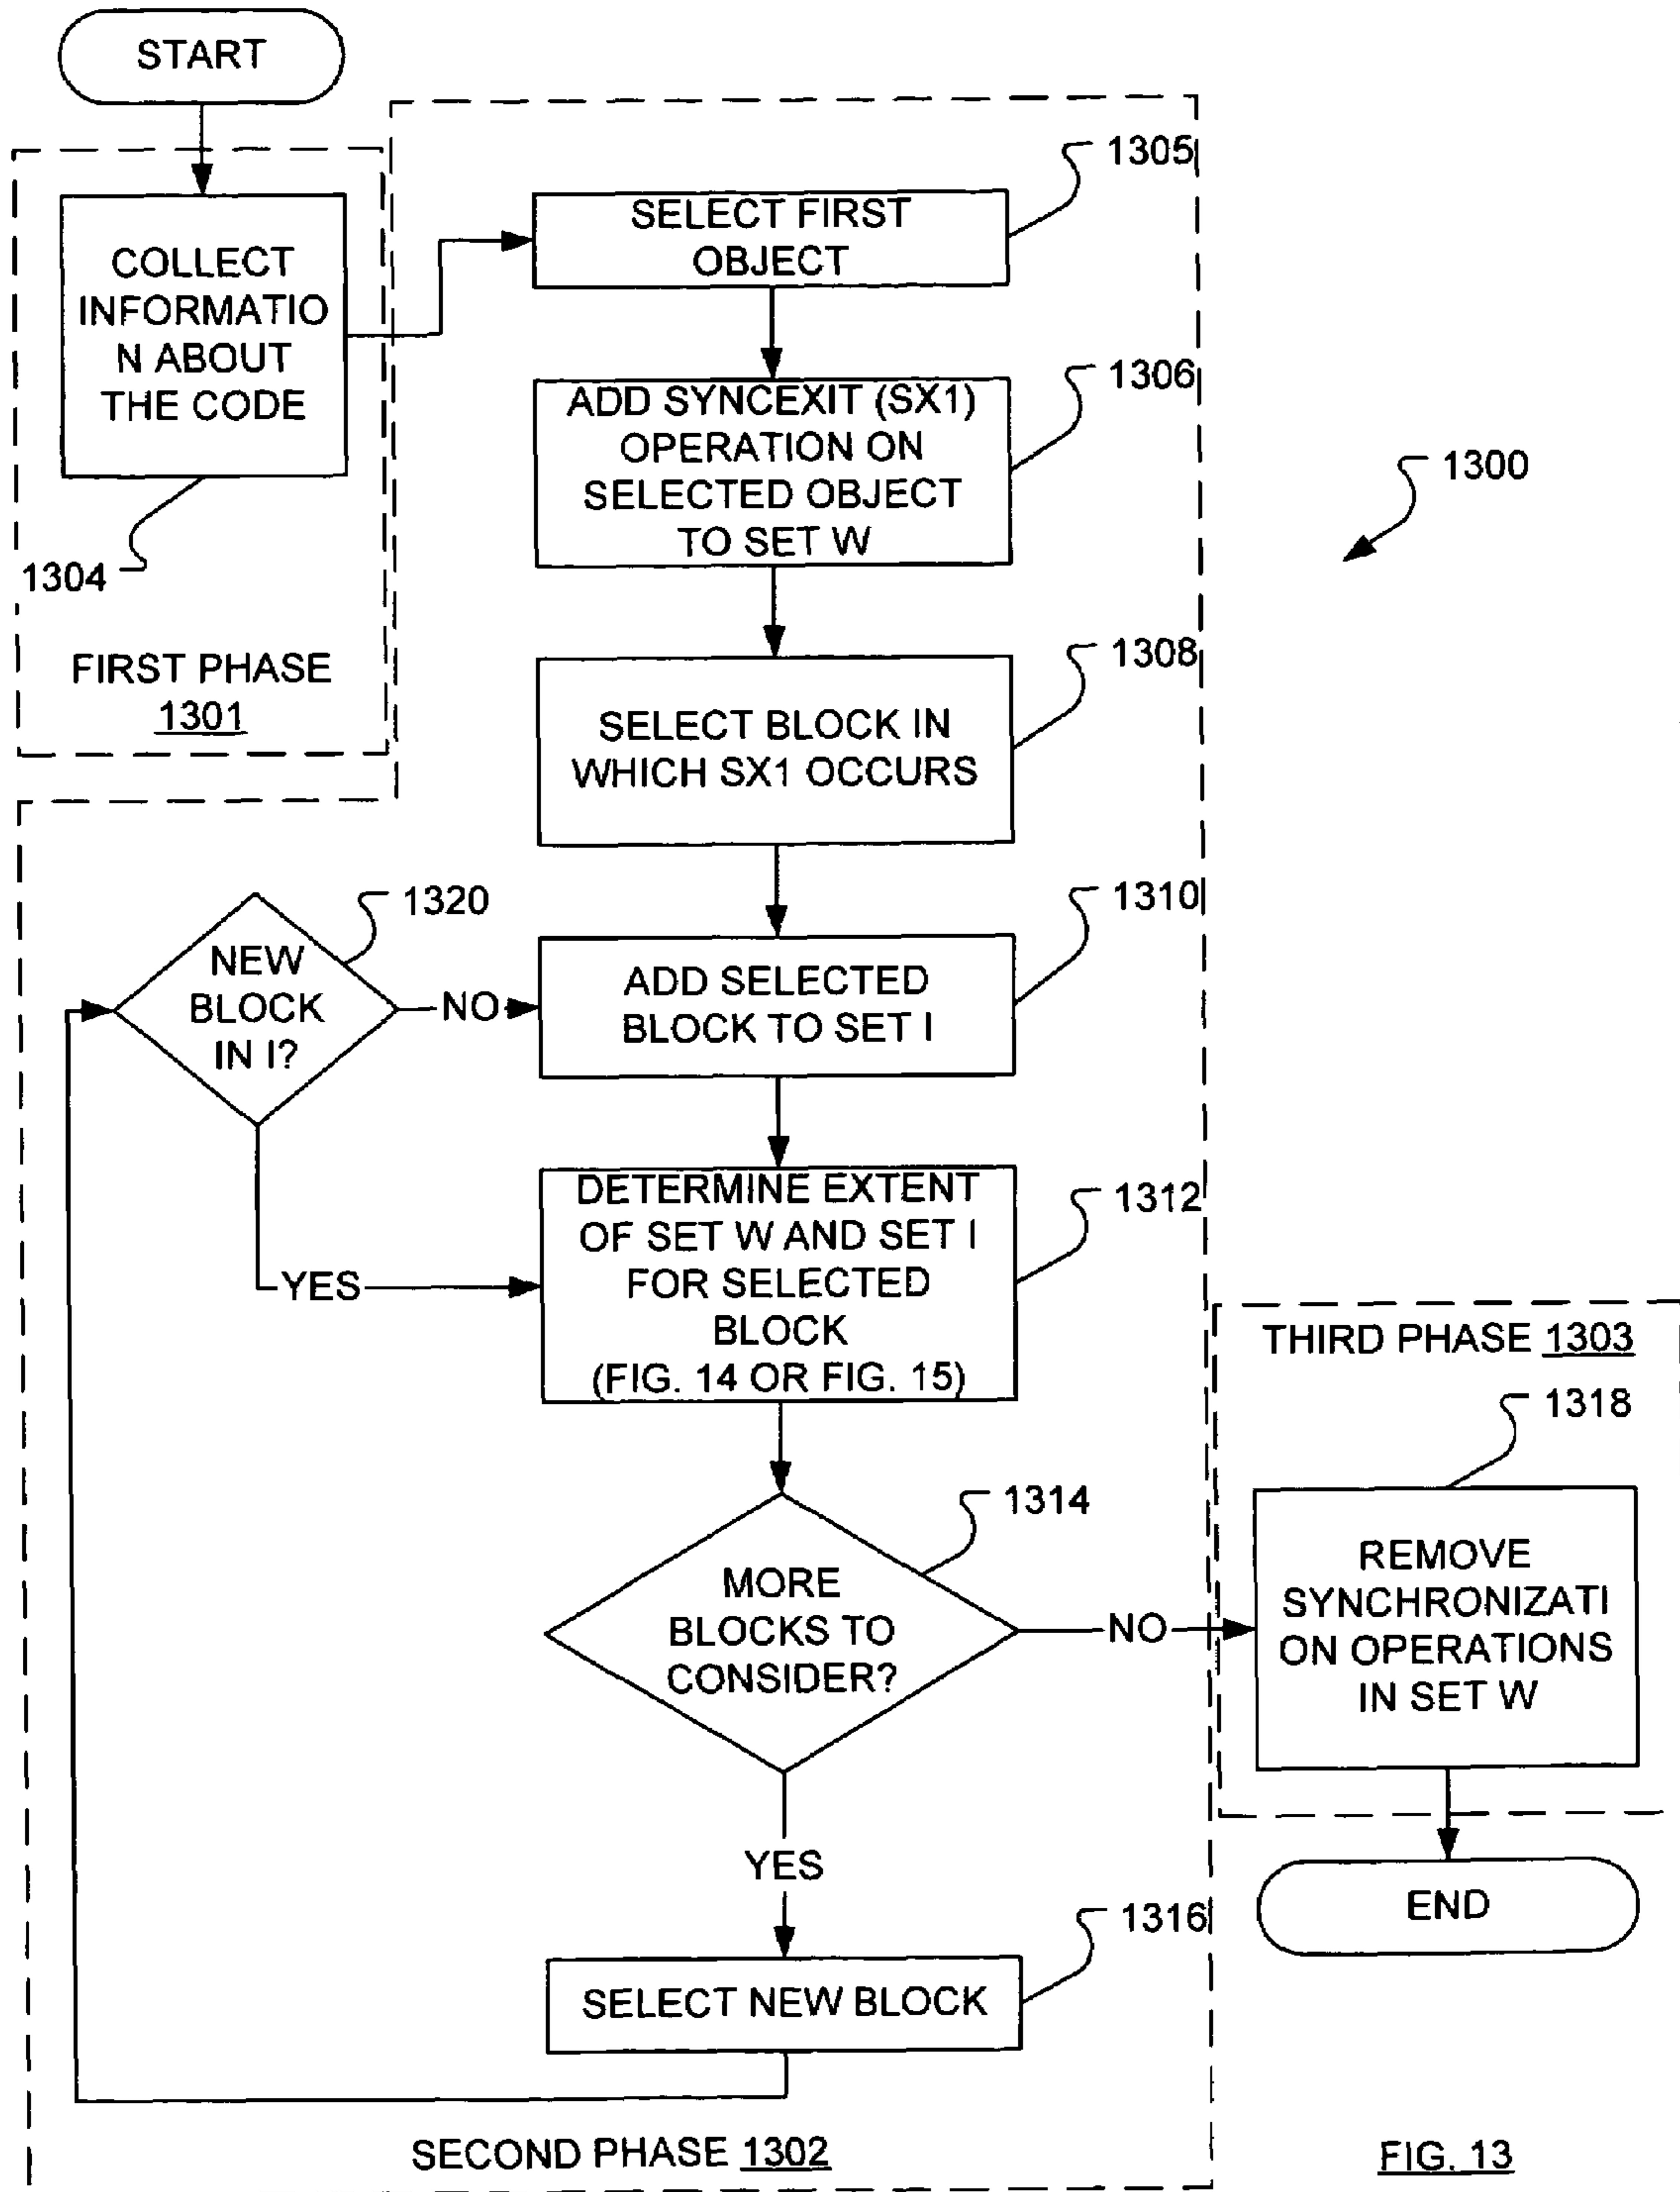 START
COLLECT
INFORMATIO
N ABOUT
THE CODE
1304
FIRST PHASE
1301
SELECT FIRST
OBJECT
1305
ADD SYNCEXIT (SX1)
OPERATION ON
SELECTED OBJECT
TO SET W
1306
1300
SELECT BLOCK IN
WHICH SX1 OCCURS
1308
NEW
BLOCK
IN I?
1320
NO
ADD SELECTED
BLOCK TO SET I
1310
YES
DETERMINE EXTENT
OF SET W AND SET I
FOR SELECTED
BLOCK
(FIG. 14 OR FIG. 15)
1312
MORE
BLOCKS TO
CONSIDER?
1314
NO
YES
SELECT NEW BLOCK
1316
SECOND PHASE 1302
THIRD PHASE 1303
1318
REMOVE
SYNCHRONIZATI
ON OPERATIONS
IN SET W
END
FIG. 13